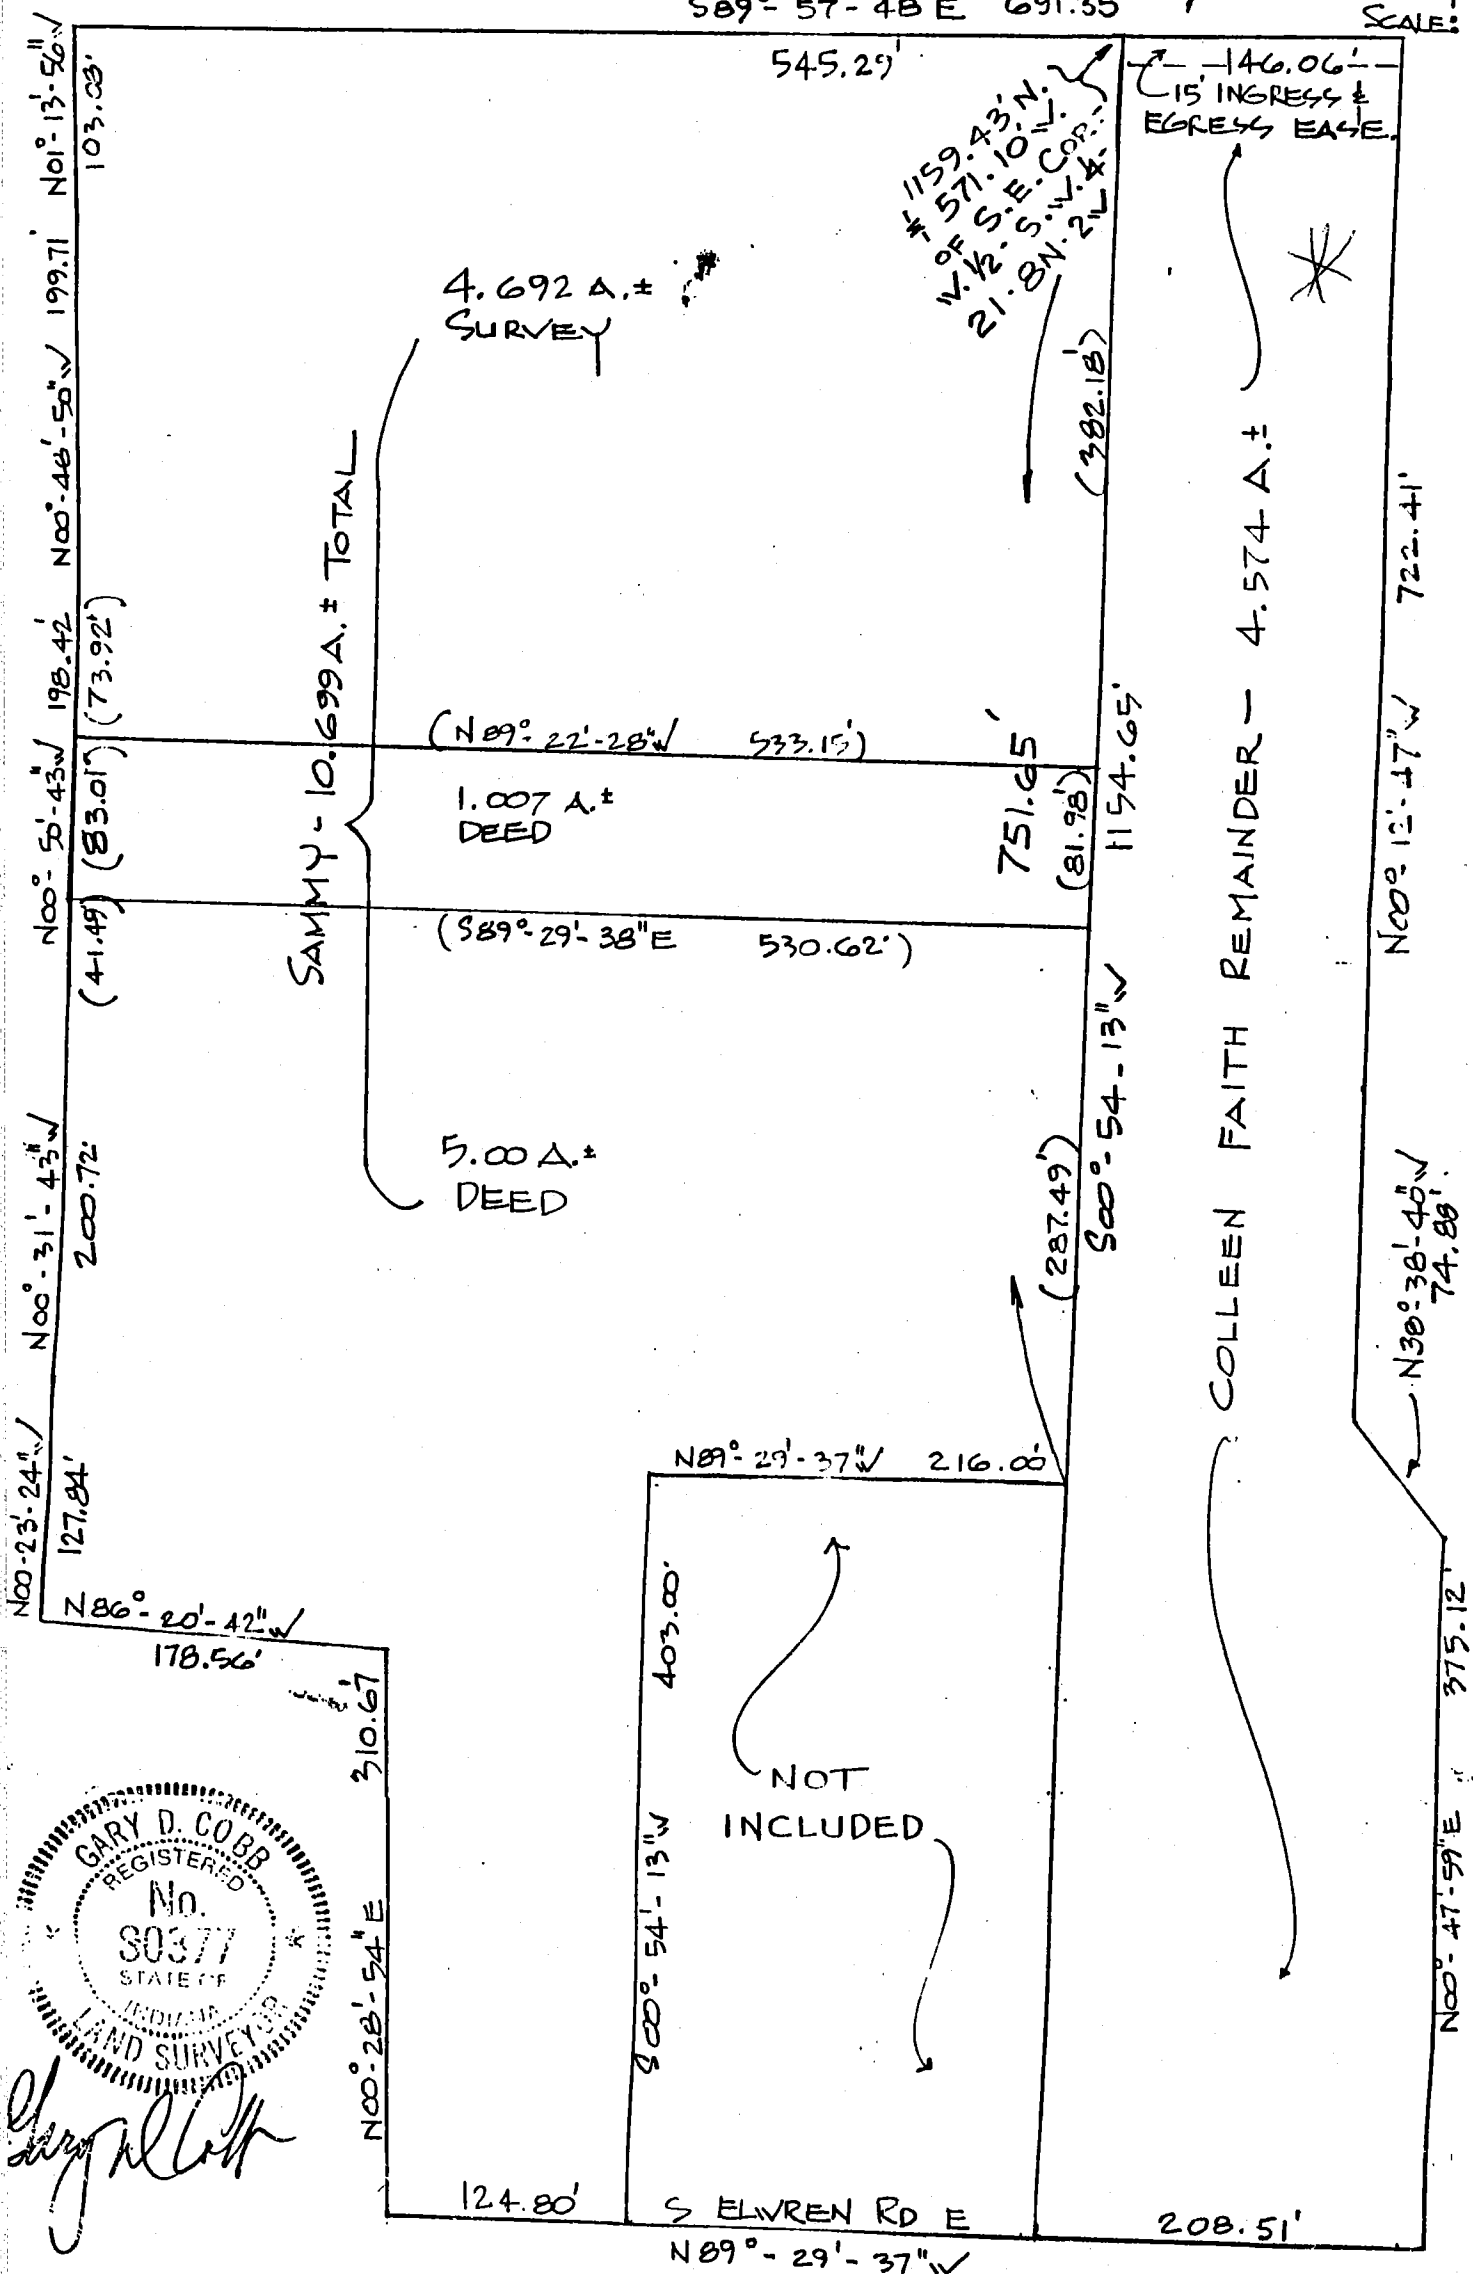 S89°-57-48 E 691.35
SCALE:
545.29'
146.06'
15' INGRESS &
EGRESS EASE.
1159.43' N.
& 571.10' W.
OF S.E. COR.
W. 1/2 - S.W. 1/4 -
21. 8N. 2W
N01°-13'-56" W
103.03'
199.71'
N00°-46'-50" W
198.42
N00°-50'-43" W
(73.92')
(83.01')
(41.49')
4.692 A.±
SURVEY
SAMMY - 10.699 A.± TOTAL
(382.18')
(N 89°-22'-28" W 533.15')
1.007 A.±
DEED
751.65'
(81.98')
1154.65'
(S89°-29'-38" E 530.62')
COLLEEN FAITH REMAINDER - 4.574 A.±
722.41'
N00°-12'-47" W
N00°-31'-43" W
200.72'
5.00 A.±
DEED
S00°-54-13" W
(287.49')
N38°-38'-40" W
74.88'
N00-23'-24" W
127.84'
N89°-29'-37" W 216.00'
N86°-20'-42" W
178.56'
310.67'
N00°-28'-54" E
403.00'
S00°-54'-13" W
NOT
INCLUDED
375.12'
N00°-47'-59" E
GARY D. COBB
REGISTERED
No.
S0377
STATE OF
INDIANA
LAND SURVEYOR
Gary D Cobb
124.80'
S ELWREN RD E
208.51'
N89°-29'-37" W